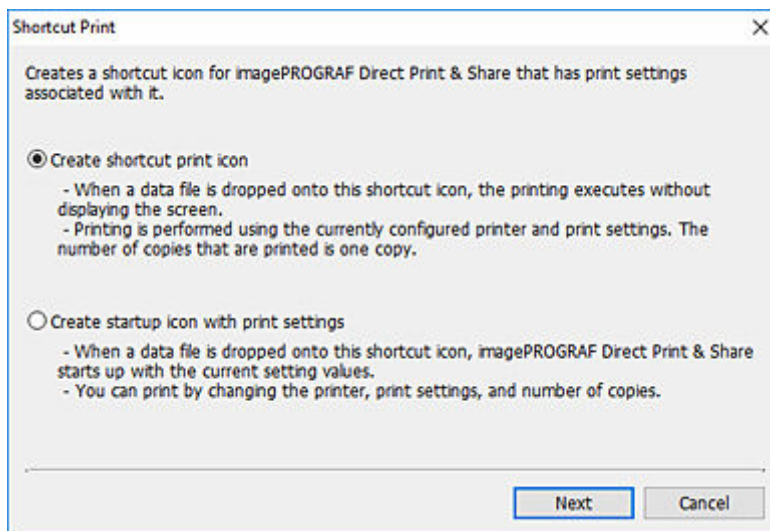 Shortcut Print
Creates a shortcut icon for imagePROGRAF Direct Print & Share that has print settings
associated with it.
Create shortcut print icon
- When a data file is dropped onto this shortcut icon, the printing executes without
displaying the screen.
- Printing is performed using the currently configured printer and print settings. The
number of copies that are printed is one copy.
Create startup icon with print settings
- When a data file is dropped onto this shortcut icon, imagePROGRAF Direct Print & Share
starts up with the current setting values.
- You can print by changing the printer, print settings, and number of copies.
Next
Cancel